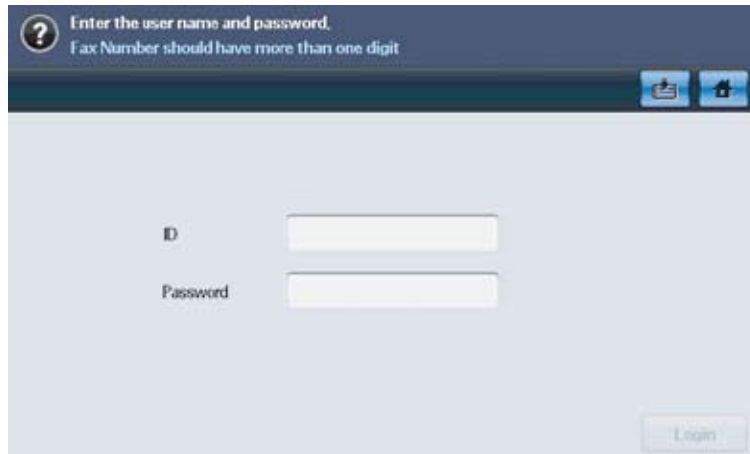 Enter the user name and password,
Fax Number should have more than one digit
ID
Password
Login